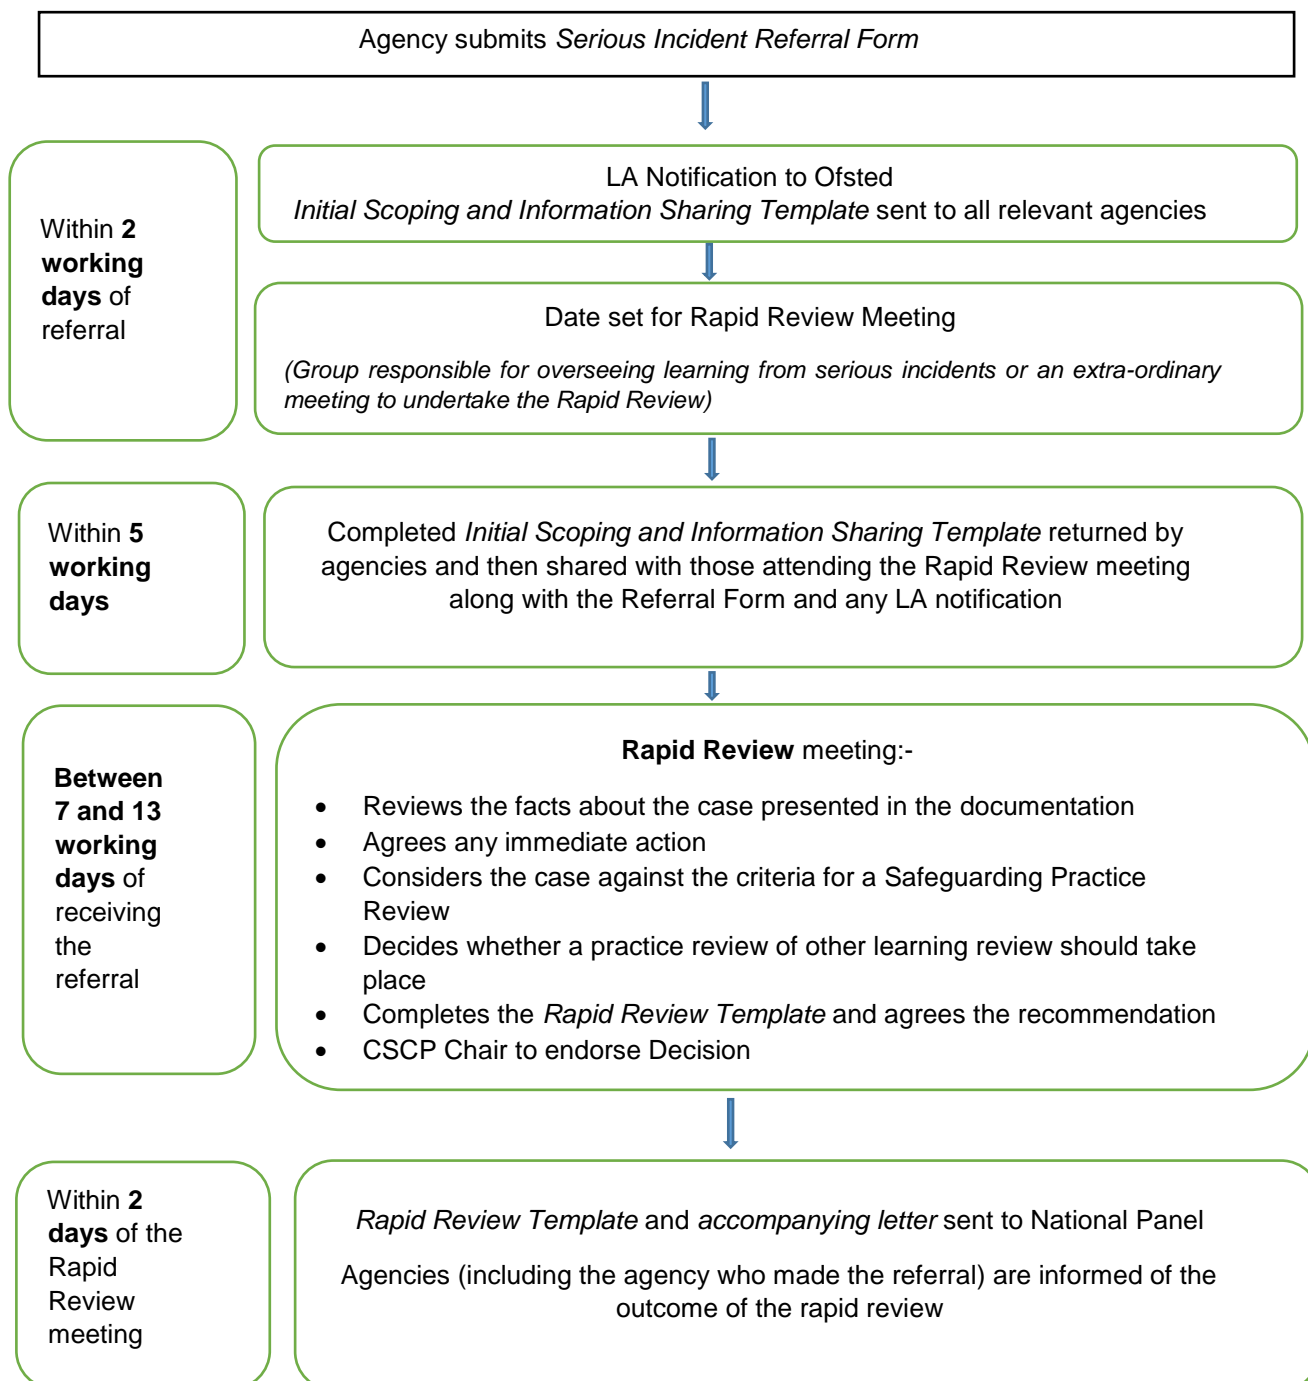 Agency submits Serious Incident Referral Form
Within 2
working
days of
referral
LA Notification to Ofsted
Initial Scoping and Information Sharing Template sent to all relevant agencies
Date set for Rapid Review Meeting
(Group responsible for overseeing learning from serious incidents or an extra-ordinary
meeting to undertake the Rapid Review)
Within 5
working
days
Completed Initial Scoping and Information Sharing Template returned by
agencies and then shared with those attending the Rapid Review meeting
along with the Referral Form and any LA notification
Between
7 and 13
working
days of
receiving
the
referral
Rapid Review meeting:-
• Reviews the facts about the case presented in the documentation
• Agrees any immediate action
• Considers the case against the criteria for a Safeguarding Practice
Review
• Decides whether a practice review of other learning review should take
place
• Completes the Rapid Review Template and agrees the recommendation
• CSCP Chair to endorse Decision
Within 2
days of the
Rapid
Review
meeting
Rapid Review Template and accompanying letter sent to National Panel
Agencies (including the agency who made the referral) are informed of the
outcome of the rapid review